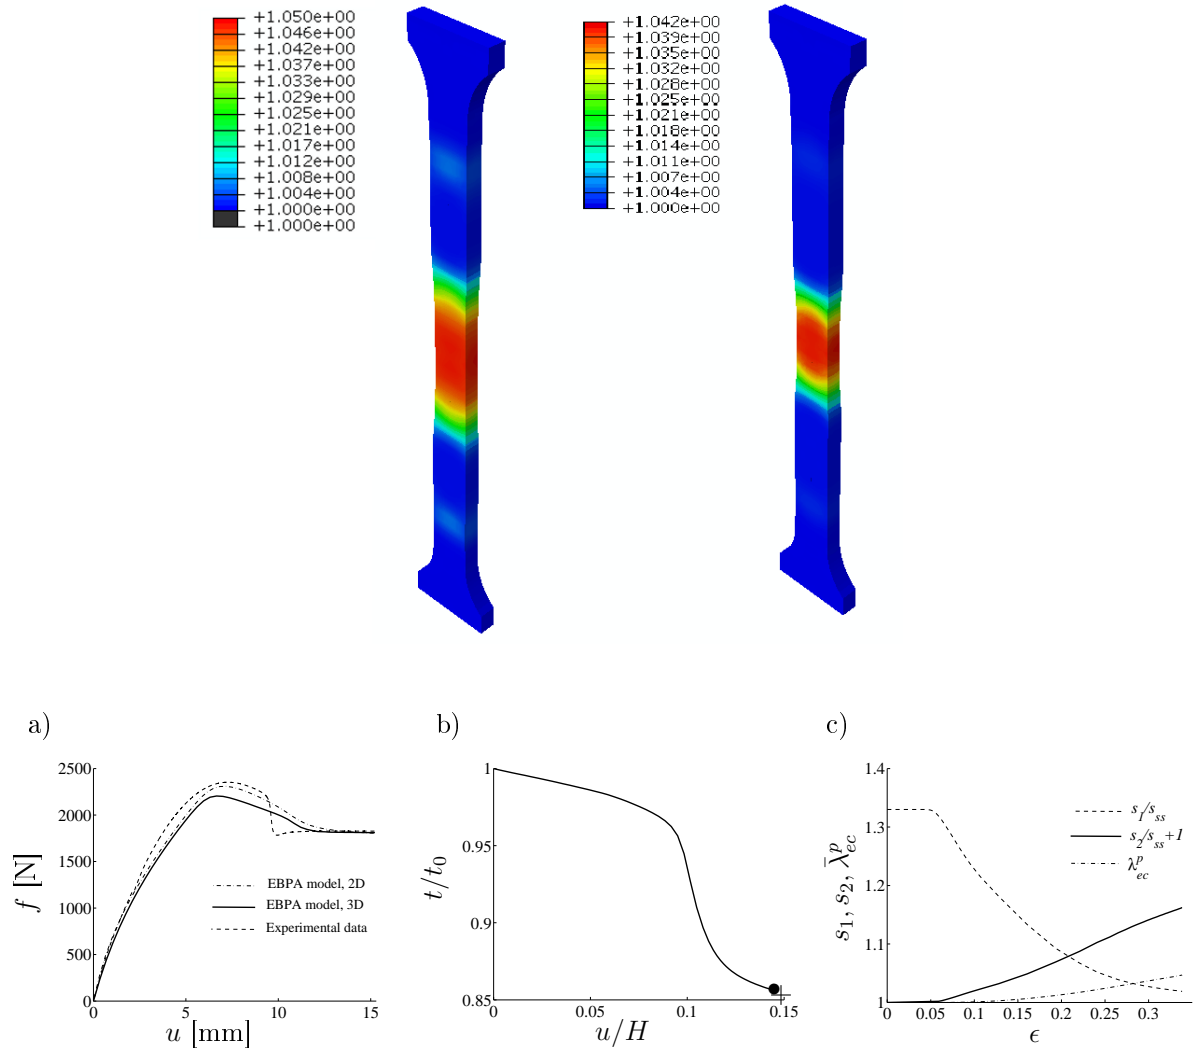 +1.050e+00
+1.046e+00
+1.042e+00
+1.037e+00
+1.033e+00
+1.029e+00
+1.025e+00
+1.021e+00
+1.017e+00
+1.012e+00
+1.008e+00
+1.004e+00
+1.000e+00
+1.000e+00
+1.042e+00
+1.039e+00
+1.035e+00
+1.032e+00
+1.028e+00
+1.025e+00
+1.021e+00
+1.018e+00
+1.014e+00
+1.011e+00
+1.007e+00
+1.004e+00
+1.000e+00
a)
2500
2000
1500
1000
500
0
f [N]
EBPA model, 2D
EBPA model, 3D
Experimental data
0 5 10 15
u [mm]
b)
1
0.95
0.9
0.85
t/t₀
0 0.05 0.1 0.15
u/H
c)
1.4
1.3
1.2
1.1
1
s₁, s₂, λ̄ᵖ_ec
s₁/s_ss
s₂/s_ss+1
λᵖ_ec
0 0.05 0.1 0.15 0.2 0.25 0.3
ϵ